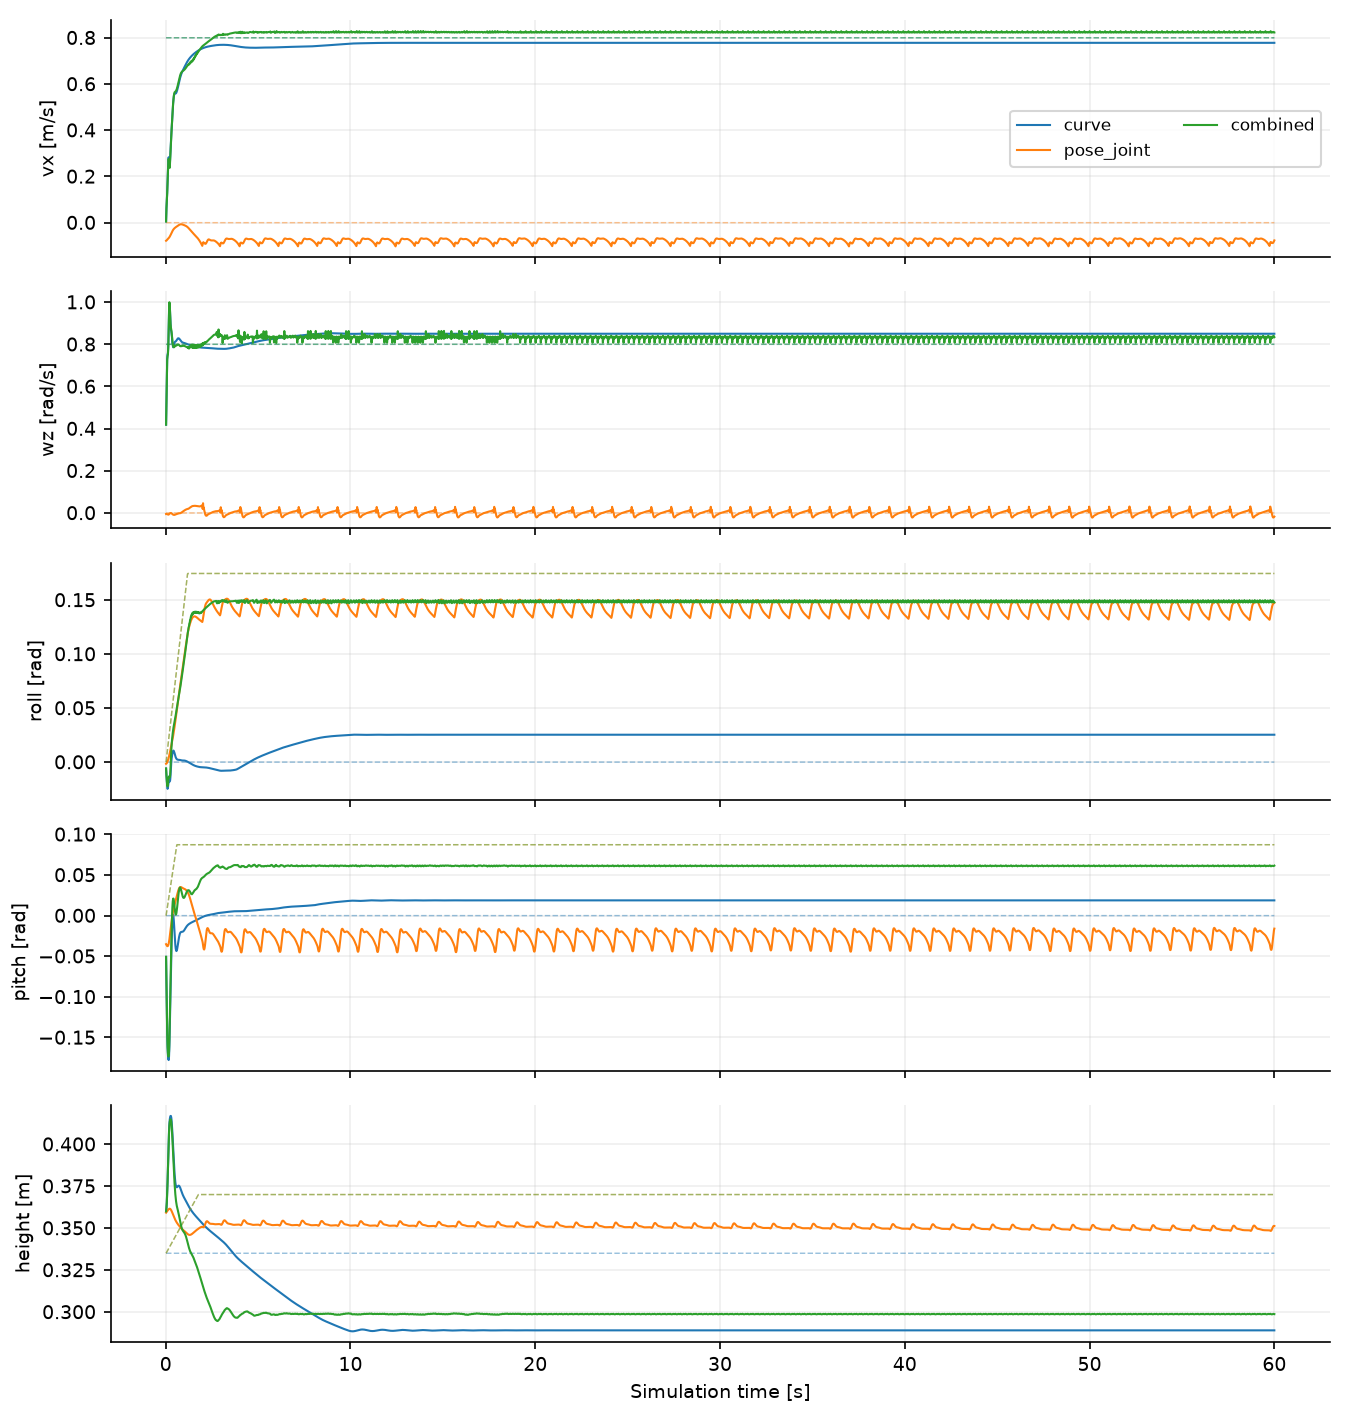 0.8
0.6
0.4
0.2
0.0
vx [m/s]
curve
combined
pose_joint
1.0
0.8
0.6
0.4
0.2
0.0
wz [rad/s]
0.15
0.10
0.05
0.00
roll [rad]
0.10
0.05
0.00
−0.05
−0.10
−0.15
pitch [rad]
0.400
0.375
0.350
0.325
0.300
height [m]
0 10 20 30 40 50 60
Simulation time [s]